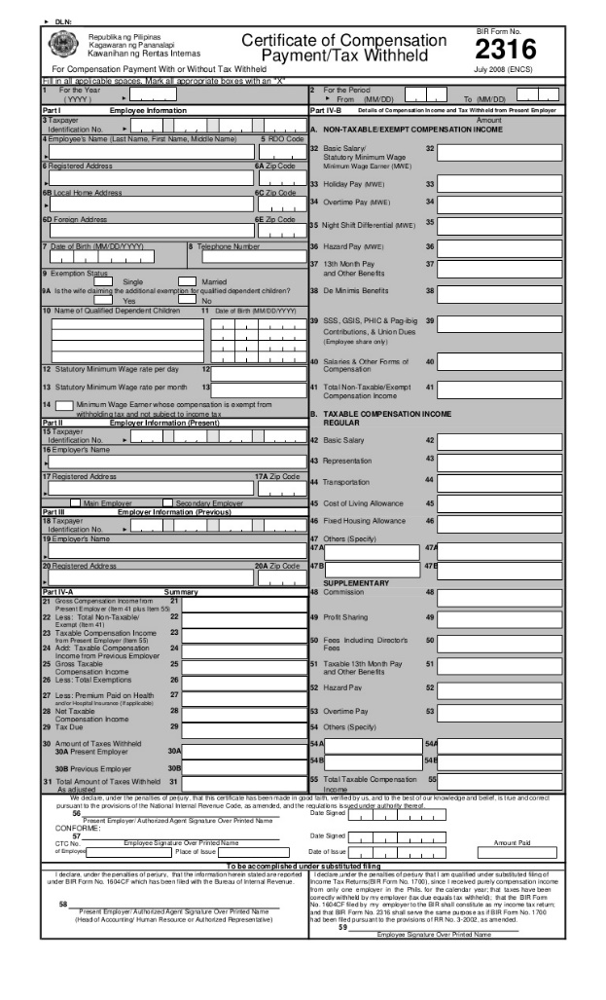 DLN:
Republika ng Pilipinas
Kagawaran ng Pananalapi
Kawanihan ng Rentas Internas
Certificate of Compensation
Payment/Tax Withheld
BIR Form No.
2316
July 2008 (ENCS)
For Compensation Payment With or Without Tax Withheld
Fill in all applicable spaces. Mark all appropriate boxes with an "X"
1 For the Year
( YYYY )
2 For the Period
From (MM/DD) To (MM/DD)
Part I Employee Information
3 Taxpayer
Identification No.
4 Employee's Name (Last Name, First Name, Middle Name) 5 RDO Code
6 Registered Address 6A Zip Code
6B Local Home Address 6C Zip Code
6D Foreign Address 6E Zip Code
7 Date of Birth (MM/DD/YYYY) 8 Telephone Number
9 Exemption Status
Single Married
9A Is the wife claiming the additional exemption for qualified dependent children?
Yes No
10 Name of Qualified Dependent Children 11 Date of Birth (MM/DD/YYYY)
12 Statutory Minimum Wage rate per day 12
13 Statutory Minimum Wage rate per month 13
14 Minimum Wage Earner whose compensation is exempt from
withholding tax and not subject to income tax
Part II Employer Information (Present)
15 Taxpayer
Identification No.
16 Employer's Name
17 Registered Address 17A Zip Code
Main Employer Secondary Employer
Part III Employer Information (Previous)
18 Taxpayer
Identification No.
19 Employer's Name
20 Registered Address 20A Zip Code
Part IV-A Summary
21 Gross Compensation Income from 21
Present Employer (Item 41 plus Item 55)
22 Less: Total Non-Taxable/ 22
Exempt (Item 41)
23 Taxable Compensation Income 23
from Present Employer (Item 55)
24 Add: Taxable Compensation 24
Income from Previous Employer
25 Gross Taxable 25
Compensation Income
26 Less: Total Exemptions 26
27 Less: Premium Paid on Health 27
and/or Hospital Insurance (If applicable)
28 Net Taxable 28
Compensation Income
29 Tax Due 29
30 Amount of Taxes Withheld
30A Present Employer 30A
30B Previous Employer 30B
31 Total Amount of Taxes Withheld 31
As adjusted
Part IV-B Details of Compensation Income and Tax Withheld from Present Employer
Amount
A. NON-TAXABLE/EXEMPT COMPENSATION INCOME
32 Basic Salary/ 32
Statutory Minimum Wage
Minimum Wage Earner (MWE)
33 Holiday Pay (MWE) 33
34 Overtime Pay (MWE) 34
35 Night Shift Differential (MWE) 35
36 Hazard Pay (MWE) 36
37 13th Month Pay 37
and Other Benefits
38 De Minimis Benefits 38
39 SSS, GSIS, PHIC & Pag-ibig 39
Contributions, & Union Dues
(Employee share only)
40 Salaries & Other Forms of 40
Compensation
41 Total Non-Taxable/Exempt 41
Compensation Income
B. TAXABLE COMPENSATION INCOME
REGULAR
42 Basic Salary 42
43 Representation 43
44 Transportation 44
45 Cost of Living Allowance 45
46 Fixed Housing Allowance 46
47 Others (Specify)
47A 47A
47B 47B
SUPPLEMENTARY
48 Commission 48
49 Profit Sharing 49
50 Fees Including Director's 50
Fees
51 Taxable 13th Month Pay 51
and Other Benefits
52 Hazard Pay 52
53 Overtime Pay 53
54 Others (Specify)
54A 54A
54B 54B
55 Total Taxable Compensation 55
Income
We declare, under the penalties of perjury, that this certificate has been made in good faith, verified by us, and to the best of our knowledge and belief, is true and correct
pursuant to the provisions of the National Internal Revenue Code, as amended, and the regulations issued under authority thereof.
56 Date Signed
Present Employer/ Authorized Agent Signature Over Printed Name
CONFORME:
57 Date Signed
CTC No. Employee Signature Over Printed Name Amount Paid
of Employee Place of Issue Date of Issue
To be accomplished under substituted filing
I declare, under the penalties of perjury, that the information herein stated are reported
under BIR Form No. 1604CF which has been filed with the Bureau of Internal Revenue.
58
Present Employer/ Authorized Agent Signature Over Printed Name
(Head of Accounting/ Human Resource or Authorized Representative)
I declare,under the penalties of perjury that I am qualified under substituted filing of
Income Tax Returns(BIR Form No. 1700), since I received purely compensation income
from only one employer in the Phils. for the calendar year; that taxes have been
correctly withheld by my employer (tax due equals tax withheld); that the BIR Form
No. 1604CF filed by my employer to the BIR shall constitute as my income tax return;
and that BIR Form No. 2316 shall serve the same purpose as if BIR Form No. 1700
had been filed pursuant to the provisions of RR No. 3-2002, as amended.
59
Employee Signature Over Printed Name